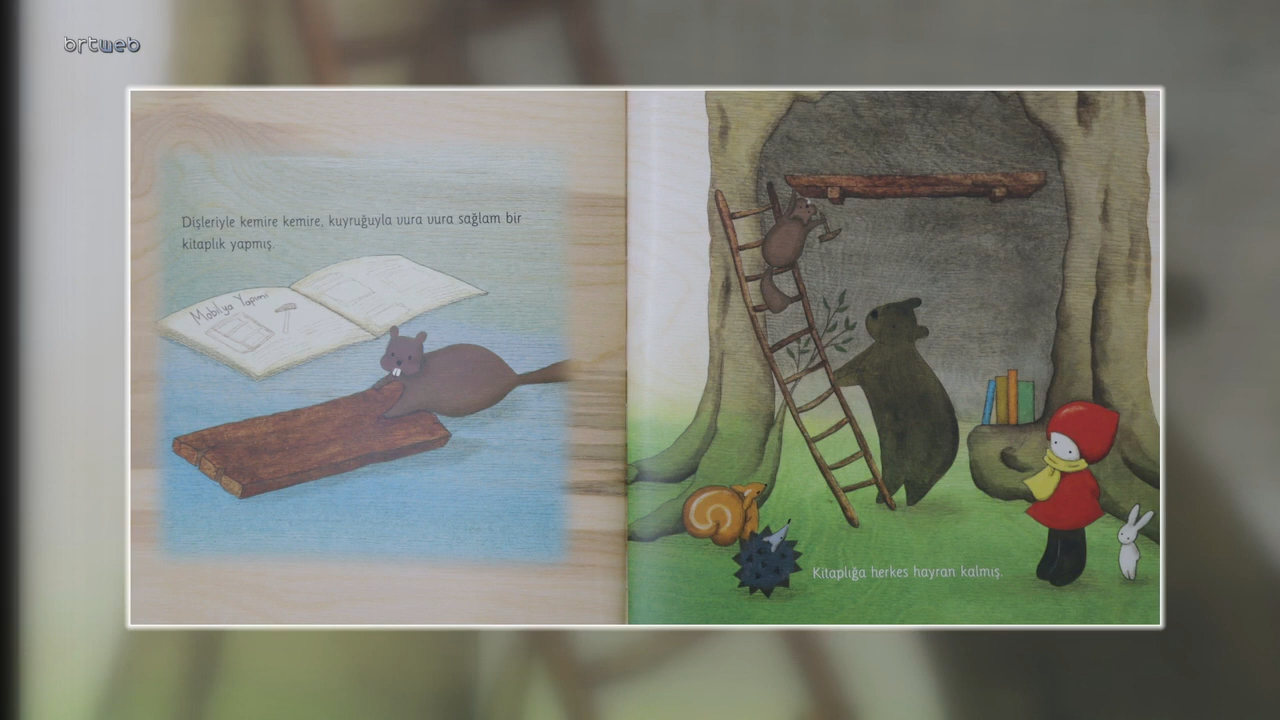 brtweb
Dişleriyle kemire kemire, kuyruğuyla vura vura sağlam bir
kitaplık yapmış.
Mobilya Yapımı
Kitaplığa herkes hayran kalmış.